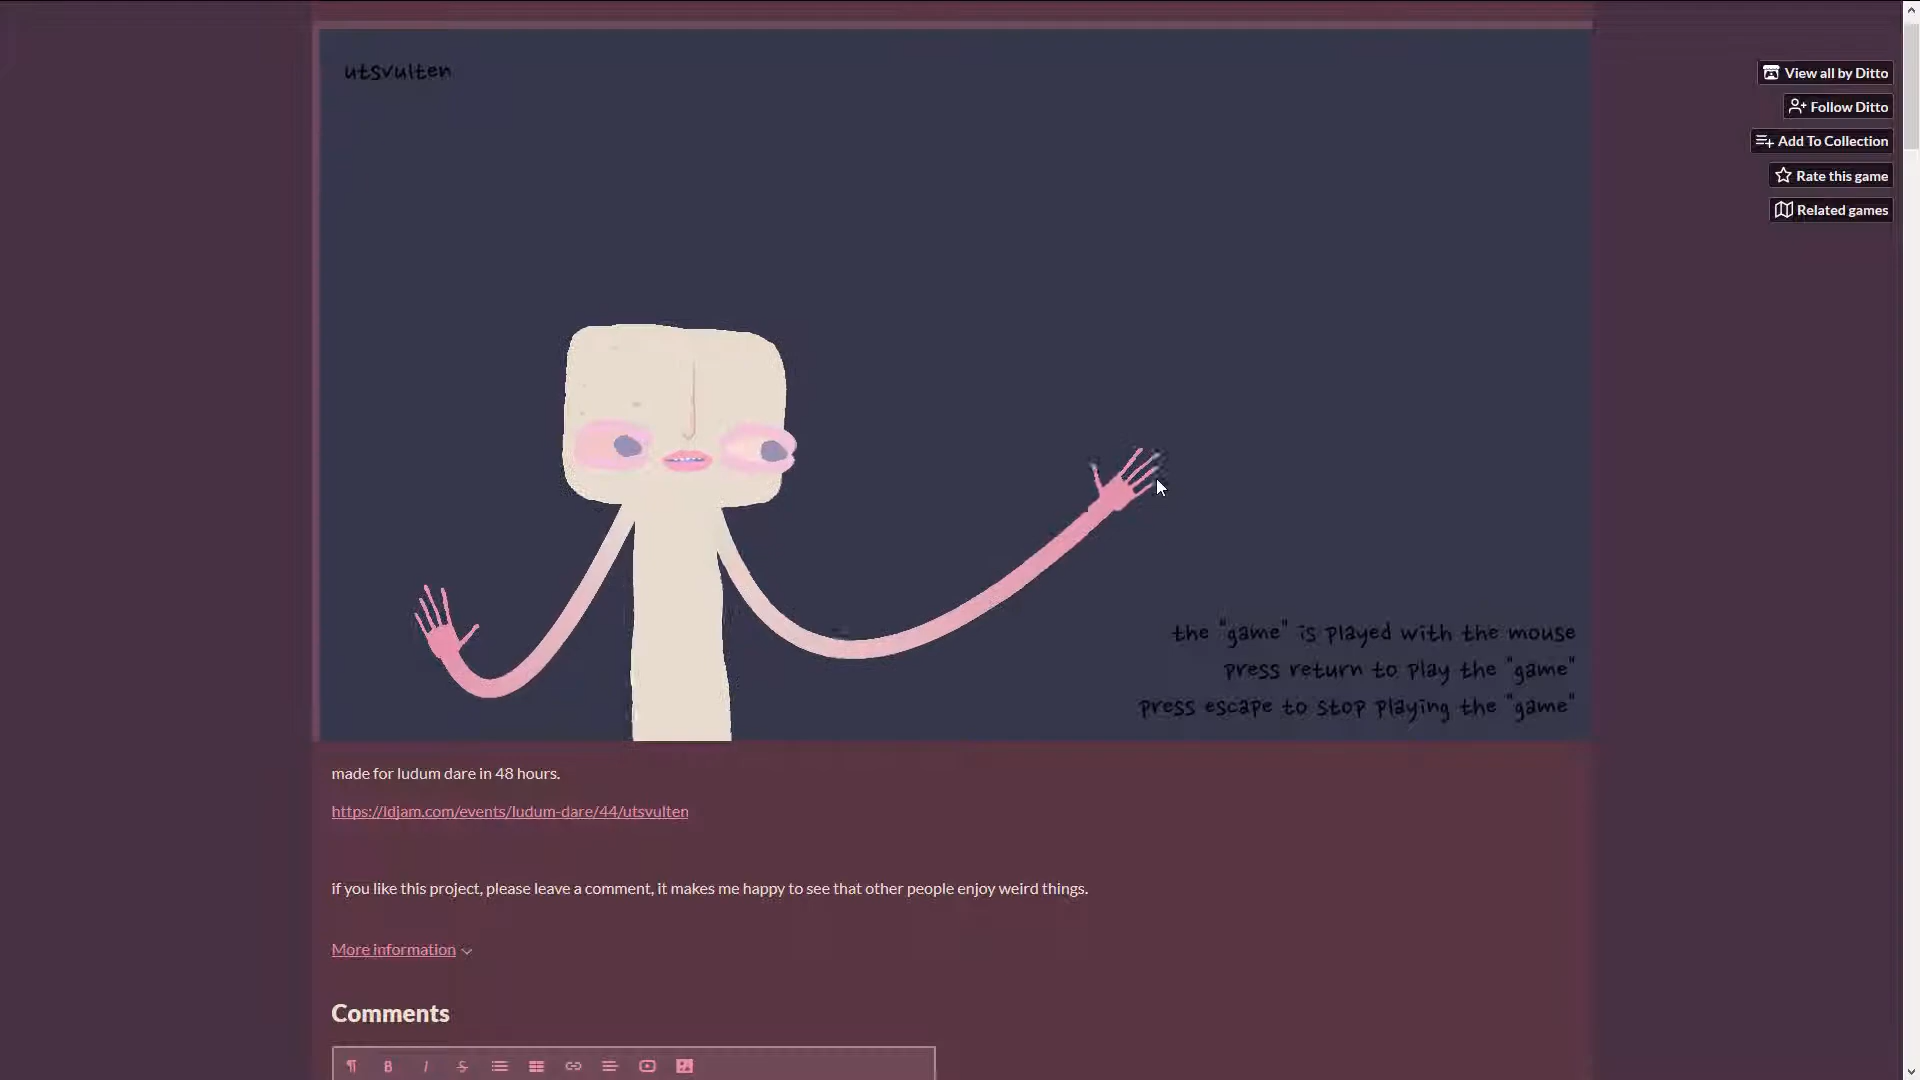 utsvulten
View all by Ditto
Follow Ditto
Add To Collection
Rate this game
Related games
the "game" is played with the mouse
press return to play the "game"
press escape to stop playing the "game"
made for ludum dare in 48 hours.
https://ldjam.com/events/ludum-dare/44/utsvulten
if you like this project, please leave a comment, it makes me happy to see that other people enjoy weird things.
More information
Comments